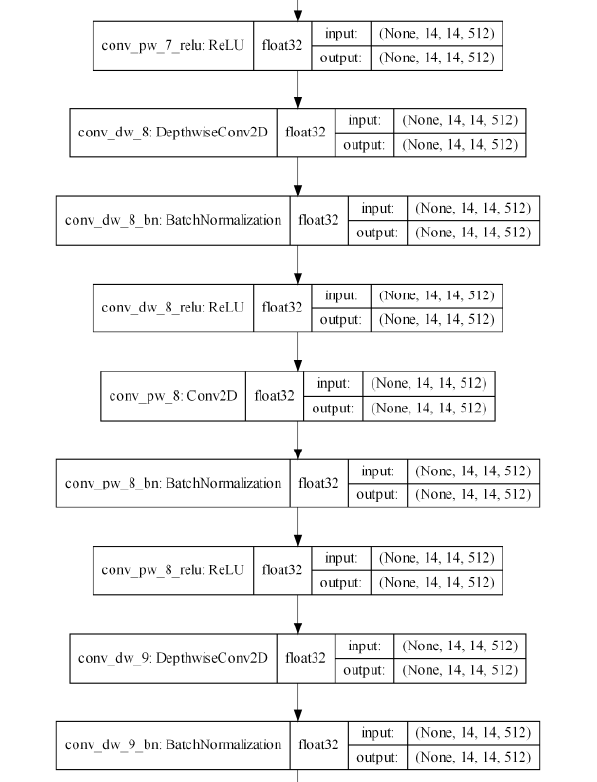 conv_pw_7_relu: ReLU float32 input: (None, 14, 14, 512)
output: (None, 14, 14, 512)
conv_dw_8: DepthwiseConv2D float32 input: (None, 14, 14, 512)
output: (None, 14, 14, 512)
conv_dw_8_bn: BatchNormalization float32 input: (None, 14, 14, 512)
output: (None, 14, 14, 512)
conv_dw_8_relu: ReLU float32 input: (None, 14, 14, 512)
output: (None, 14, 14, 512)
conv_pw_8: Conv2D float32 input: (None, 14, 14, 512)
output: (None, 14, 14, 512)
conv_pw_8_bn: BatchNormalization float32 input: (None, 14, 14, 512)
output: (None, 14, 14, 512)
conv_pw_8_relu: ReLU float32 input: (None, 14, 14, 512)
output: (None, 14, 14, 512)
conv_dw_9: DepthwiseConv2D float32 input: (None, 14, 14, 512)
output: (None, 14, 14, 512)
conv_dw_9_bn: BatchNormalization float32 input: (None, 14, 14, 512)
output: (None, 14, 14, 512)